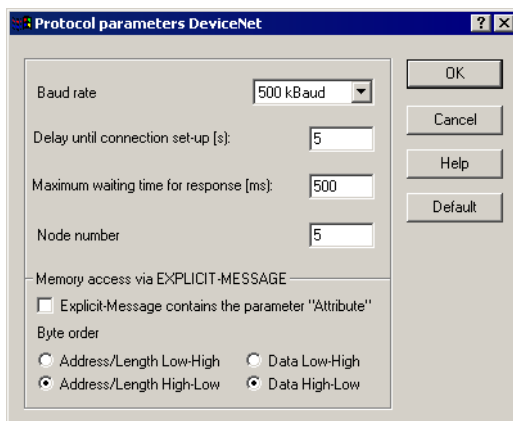 Protocol parameters DeviceNet
Baud rate 500 kBaud
OK
Delay until connection set-up [s]: 5
Cancel
Maximum waiting time for response [ms]: 500
Help
Default
Node number 5
Memory access via EXPLICIT-MESSAGE
Explicit-Message contains the parameter "Attribute"
Byte order
Address/Length Low-High Data Low-High
Address/Length High-Low Data High-Low